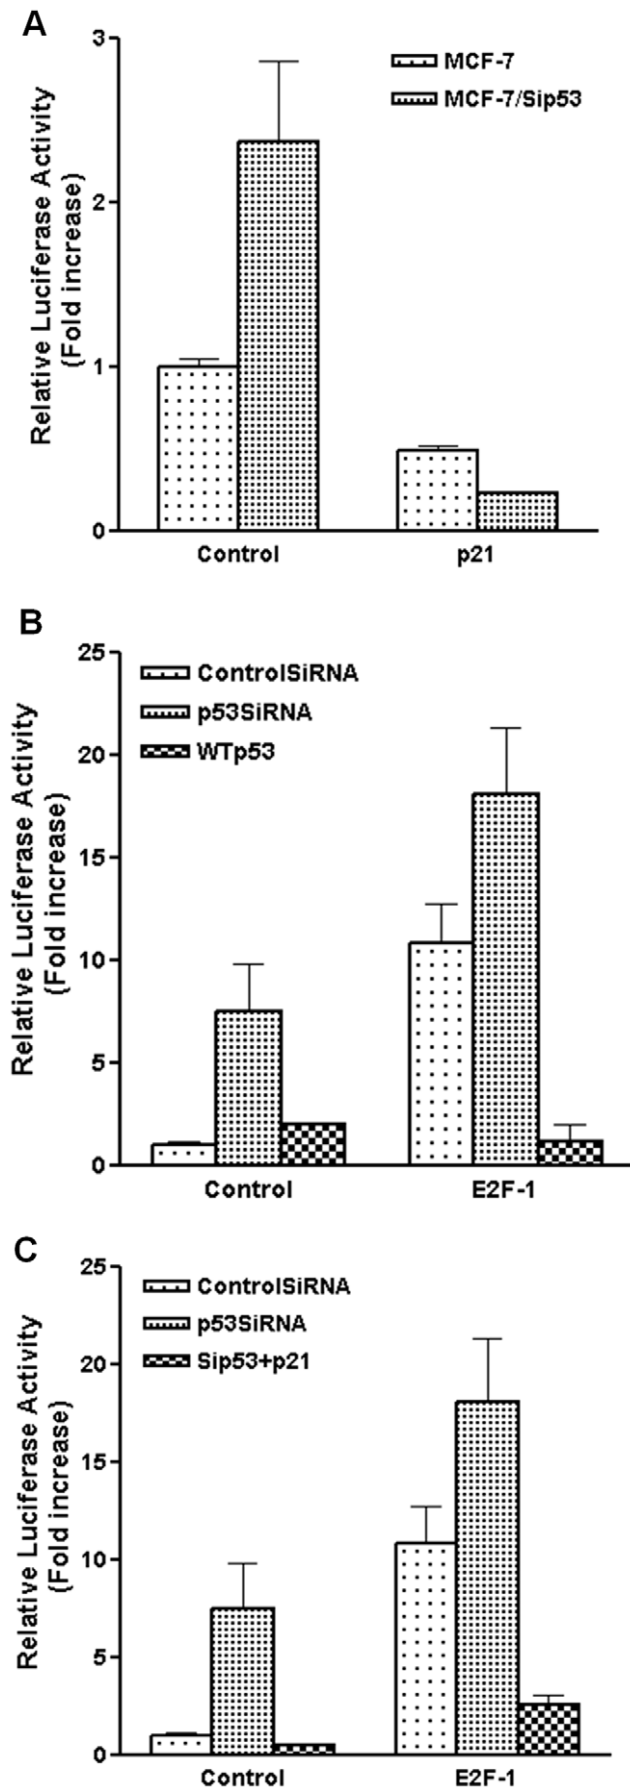 A
3
2
1
0
Relative Luciferase Activity
(Fold increase)
MCF-7
MCF-7/Sip53
Control
p21
B
25
20
15
10
5
0
Relative Luciferase Activity
(Fold increase)
ControlSiRNA
p53SiRNA
WTp53
Control
E2F-1
C
25
20
15
10
5
0
Relative Luciferase Activity
(Fold increase)
ControlSiRNA
p53SiRNA
Sip53+p21
Control
E2F-1